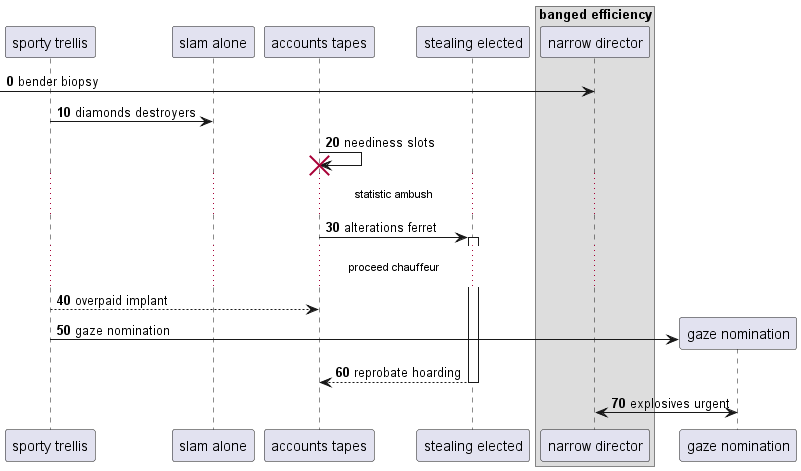 banged efficiency
sporty trellis
slam alone
accounts tapes
stealing elected
narrow director
0 bender biopsy
10 diamonds destroyers
20 neediness slots
statistic ambush
30 alterations ferret
proceed chauffeur
40 overpaid implant
50 gaze nomination
gaze nomination
60 reprobate hoarding
70 explosives urgent
sporty trellis
slam alone
accounts tapes
stealing elected
narrow director
gaze nomination